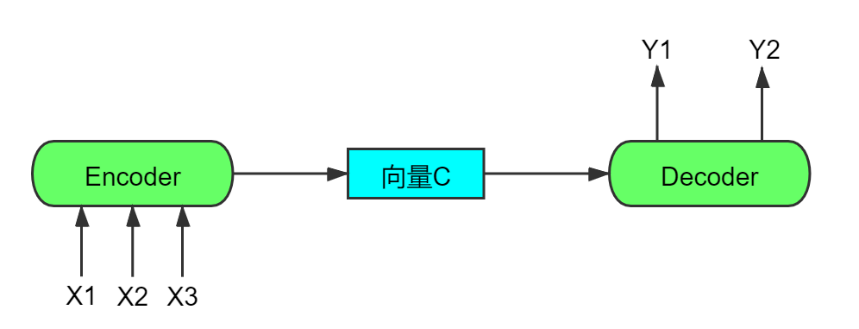 Y1 Y2
Encoder 向量C Decoder
X1 X2 X3